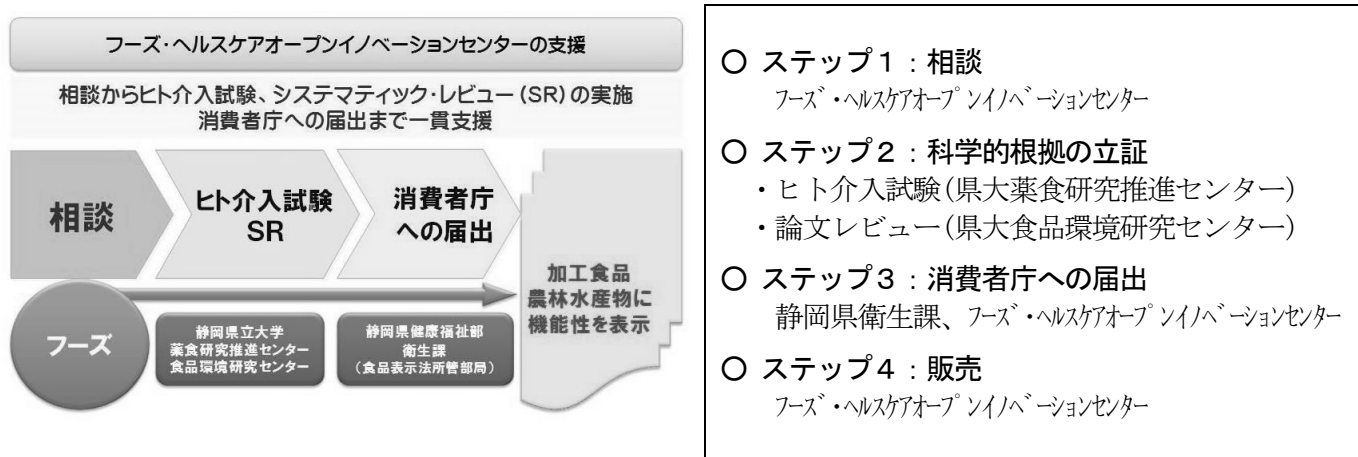 フーズ・ヘルスケアオープンイノベーションセンターの支援
相談からヒト介入試験、システマティック・レビュー(SR)の実施
消費者庁への届出まで一貫支援
相談
ヒト介入試験
SR
消費者庁
への届出
加工食品
農林水産物に
機能性を表示
フーズ
静岡県立大学
薬食研究推進センター
食品環境研究センター
静岡県健康福祉部
衛生課
(食品表示法所管部局)
○ ステップ1:相談
フーズ・ヘルスケアオープンイノベーションセンター
○ ステップ2:科学的根拠の立証
・ヒト介入試験(県大薬食研究推進センター)
・論文レビュー(県大食品環境研究センター)
○ ステップ3:消費者庁への届出
静岡県衛生課、フーズ・ヘルスケアオープンイノベーションセンター
○ ステップ4:販売
フーズ・ヘルスケアオープンイノベーションセンター